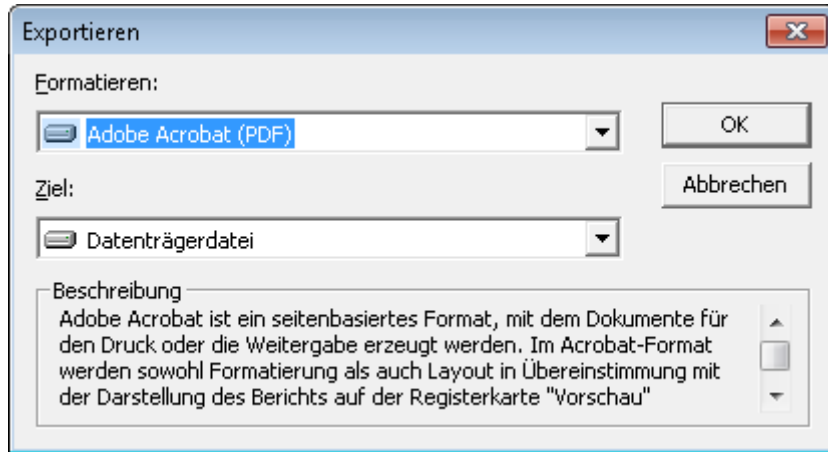 Exportieren
Formatieren:
Adobe Acrobat (PDF)
OK
Ziel:
Abbrechen
Datenträgerdatei
Beschreibung
Adobe Acrobat ist ein seitenbasiertes Format, mit dem Dokumente für
den Druck oder die Weitergabe erzeugt werden. Im Acrobat-Format
werden sowohl Formatierung als auch Layout in Übereinstimmung mit
der Darstellung des Berichts auf der Registerkarte "Vorschau"